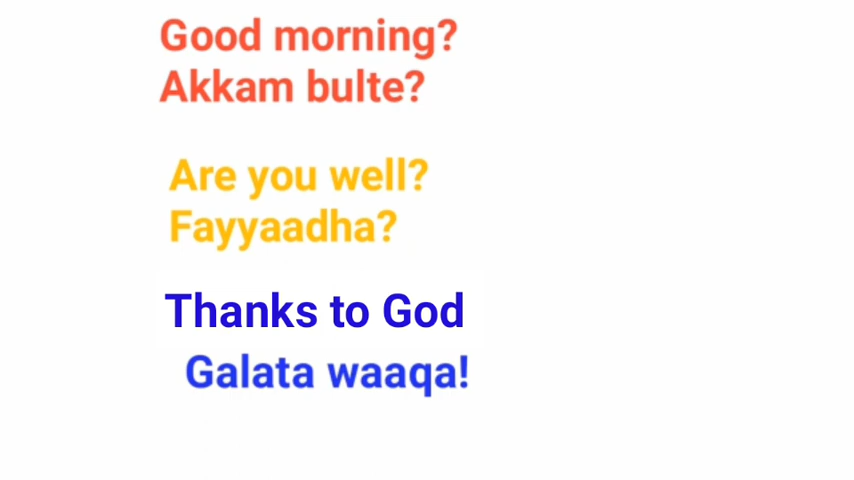 Good morning?
Akkam bulte?
Are you well?
Fayyaadha?
Thanks to God
Galata waaqa!